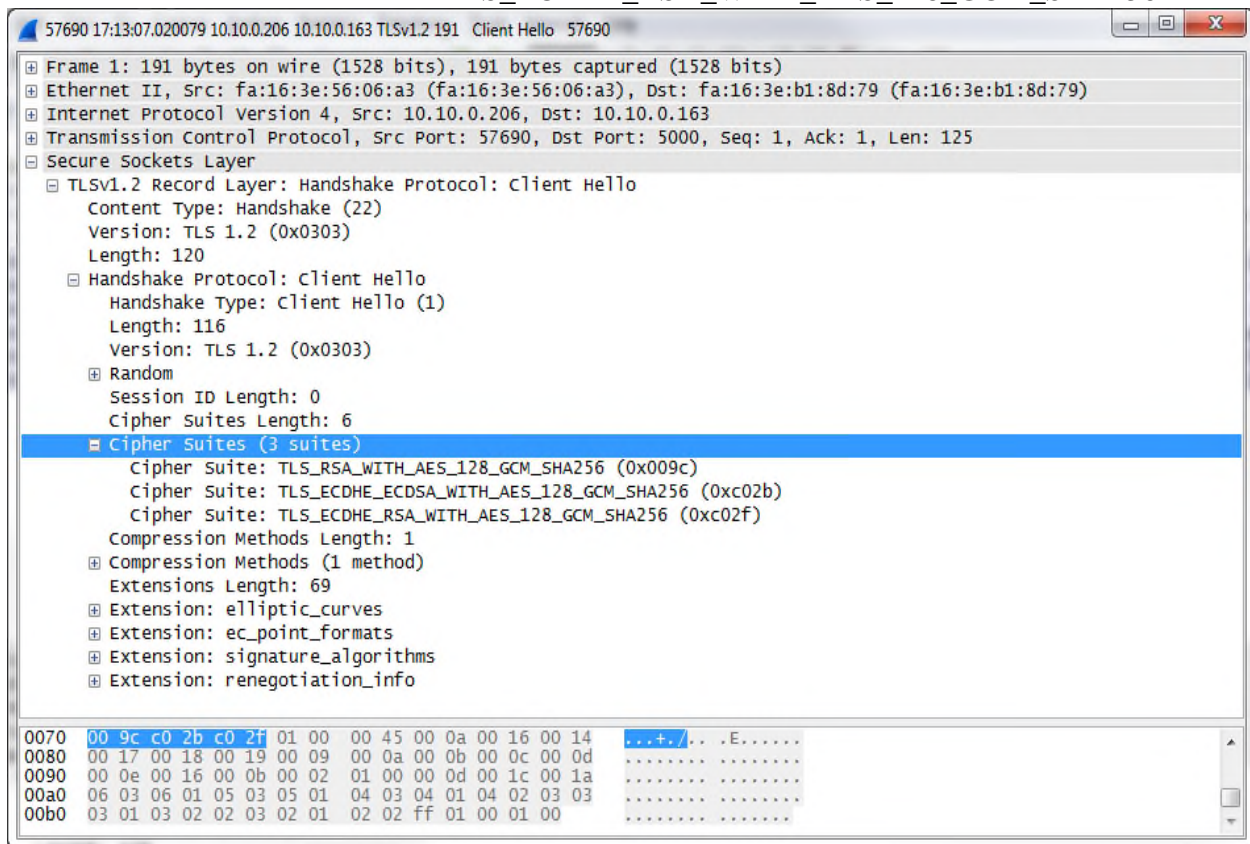 57690 17:13:07.020079 10.10.0.206 10.10.0.163 TLSv1.2 191 Client Hello 57690
Frame 1: 191 bytes on wire (1528 bits), 191 bytes captured (1528 bits)
Ethernet II, Src: fa:16:3e:56:06:a3 (fa:16:3e:56:06:a3), Dst: fa:16:3e:b1:8d:79 (fa:16:3e:b1:8d:79)
Internet Protocol Version 4, Src: 10.10.0.206, Dst: 10.10.0.163
Transmission Control Protocol, Src Port: 57690, Dst Port: 5000, Seq: 1, Ack: 1, Len: 125
Secure Sockets Layer
TLSv1.2 Record Layer: Handshake Protocol: Client Hello
Content Type: Handshake (22)
Version: TLS 1.2 (0x0303)
Length: 120
Handshake Protocol: Client Hello
Handshake Type: Client Hello (1)
Length: 116
Version: TLS 1.2 (0x0303)
Random
Session ID Length: 0
Cipher Suites Length: 6
Cipher Suites (3 suites)
Cipher Suite: TLS_RSA_WITH_AES_128_GCM_SHA256 (0x009c)
Cipher Suite: TLS_ECDHE_ECDSA_WITH_AES_128_GCM_SHA256 (0xc02b)
Cipher Suite: TLS_ECDHE_RSA_WITH_AES_128_GCM_SHA256 (0xc02f)
Compression Methods Length: 1
Compression Methods (1 method)
Extensions Length: 69
Extension: elliptic_curves
Extension: ec_point_formats
Extension: signature_algorithms
Extension: renegotiation_info
0070 00 9c c0 2b c0 2f 01 00 00 45 00 0a 00 16 00 14 ...+./.. .E......
0080 00 17 00 18 00 19 00 09 00 0a 00 0b 00 0c 00 0d ........ ........
0090 00 0e 00 16 00 0b 00 02 01 00 00 0d 00 1c 00 1a ........ ........
00a0 06 03 06 01 05 03 05 01 04 03 04 01 04 02 03 03 ........ ........
00b0 03 01 03 02 02 03 02 01 02 02 ff 01 00 01 00 ........ .......